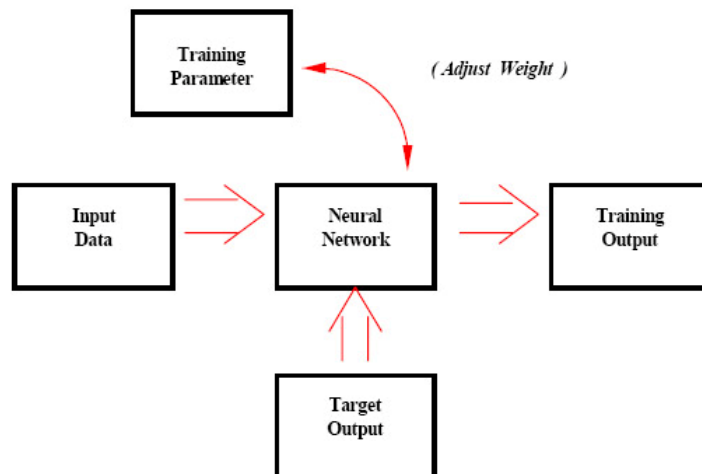 Training
Parameter
( Adjust Weight )
Input
Data
Neural
Network
Training
Output
Target
Output